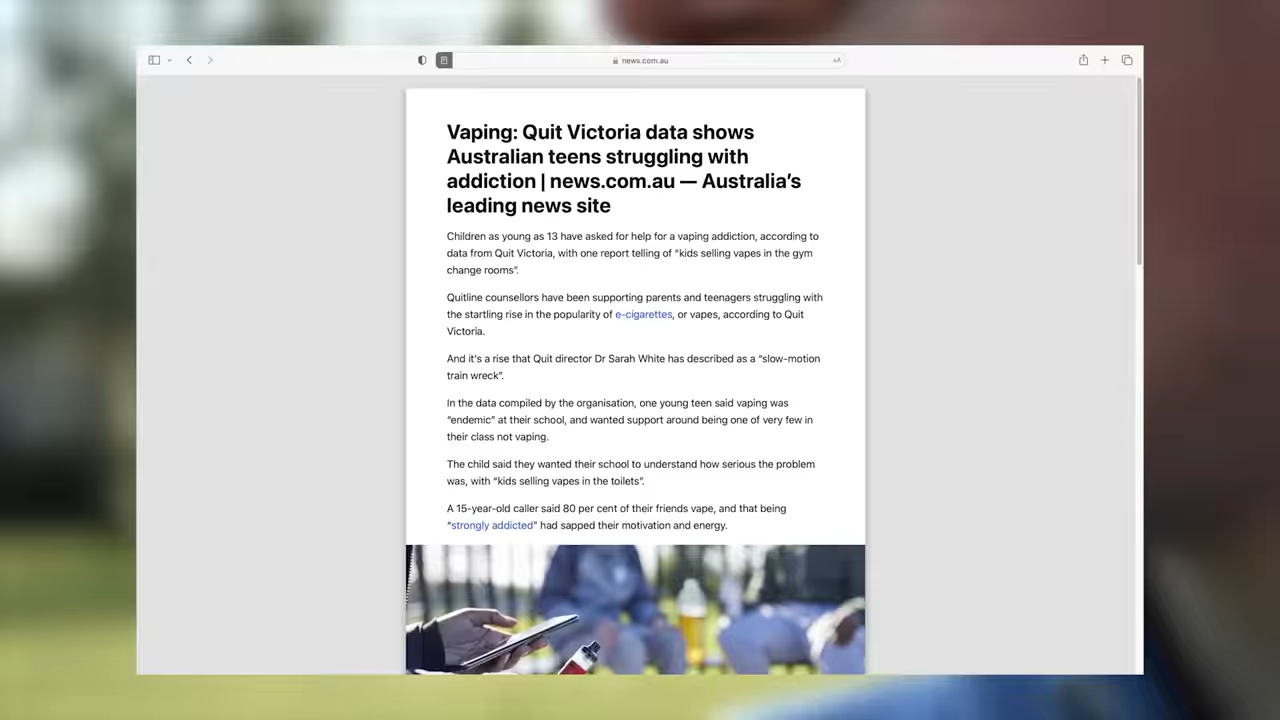 news.com.au
AA
Vaping: Quit Victoria data shows
Australian teens struggling with
addiction | news.com.au — Australia’s
leading news site
Children as young as 13 have asked for help for a vaping addiction, according to
data from Quit Victoria, with one report telling of “kids selling vapes in the gym
change rooms”.
Quitline counsellors have been supporting parents and teenagers struggling with
the startling rise in the popularity of e-cigarettes, or vapes, according to Quit
Victoria.
And it’s a rise that Quit director Dr Sarah White has described as a “slow-motion
train wreck”.
In the data compiled by the organisation, one young teen said vaping was
“endemic” at their school, and wanted support around being one of very few in
their class not vaping.
The child said they wanted their school to understand how serious the problem
was, with “kids selling vapes in the toilets”.
A 15-year-old caller said 80 per cent of their friends vape, and that being
“strongly addicted” had sapped their motivation and energy.